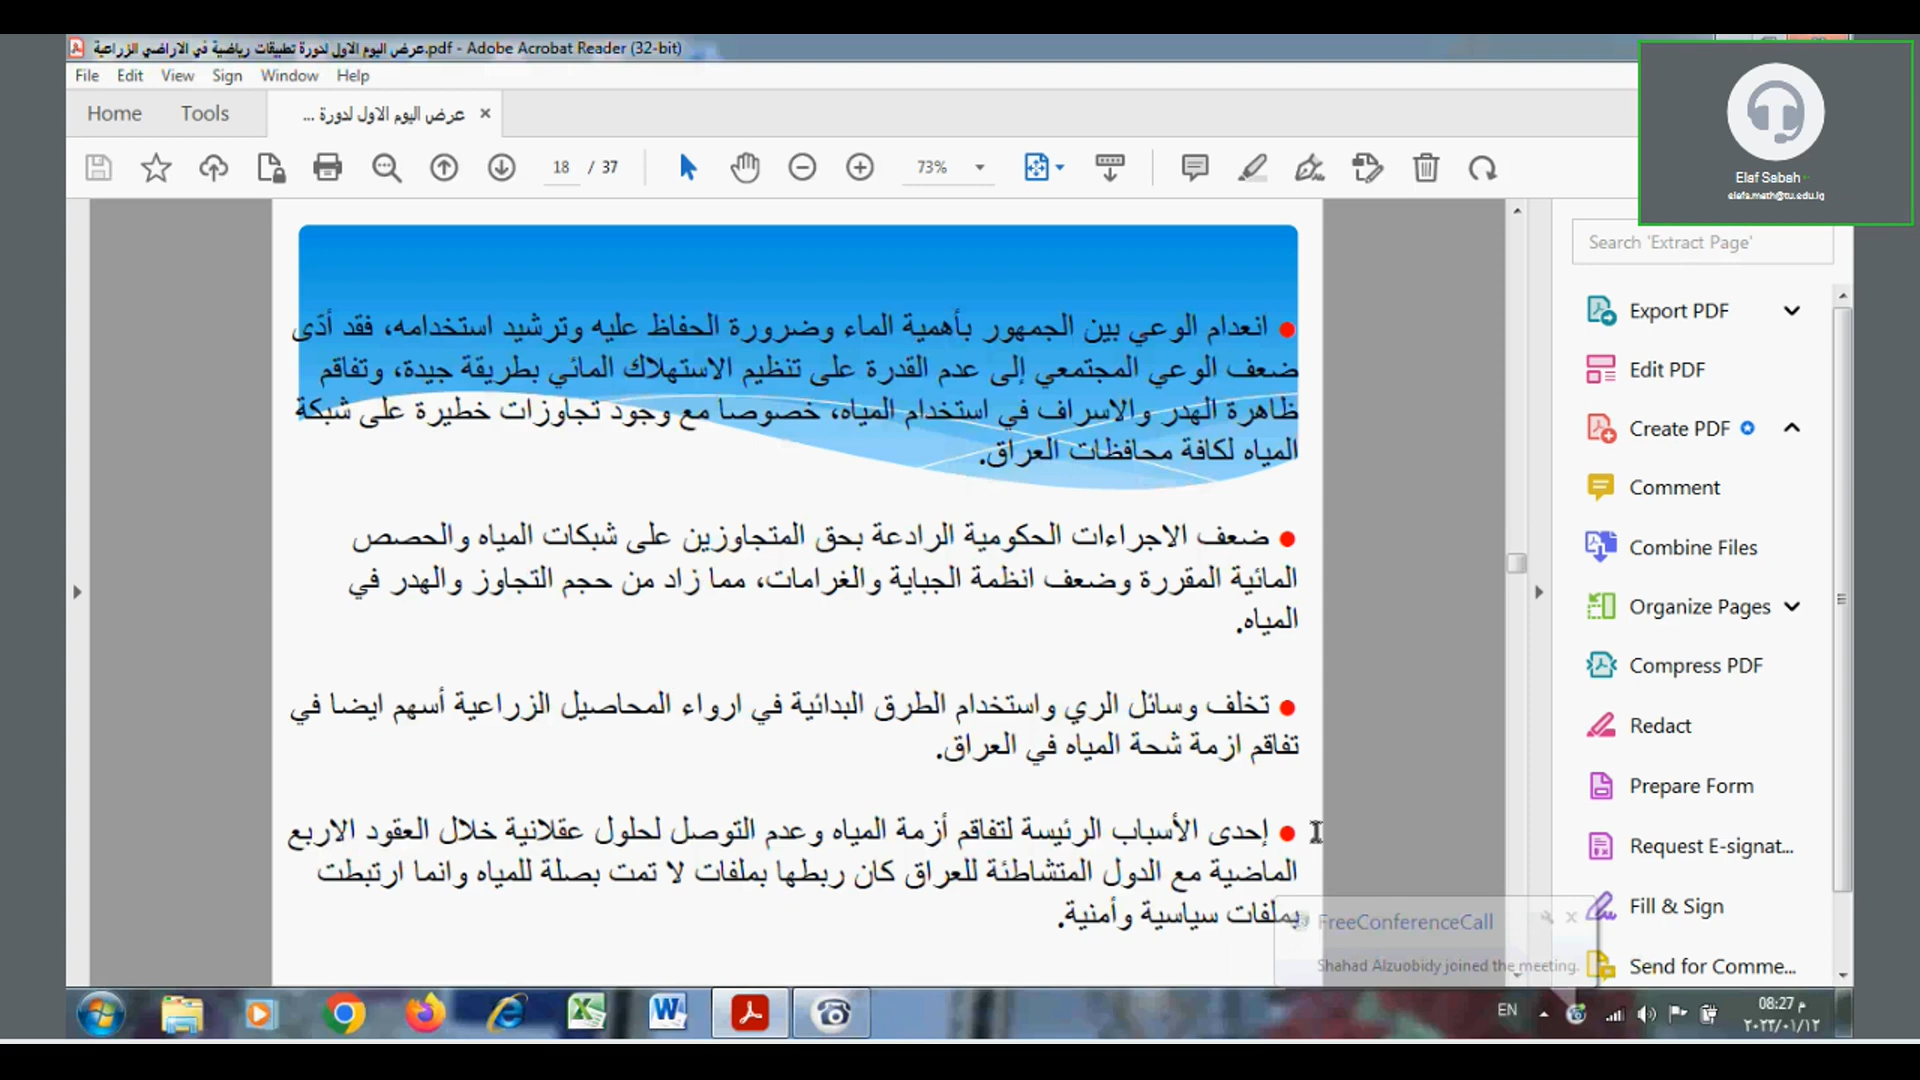 عرض اليوم الاول لدورة تطبيقات رياضية في الاراضي الزراعية.pdf - Adobe Acrobat Reader (32-bit)
File Edit View Sign Window Help
Home Tools عرض اليوم الاول لدورة ... ×
18 / 37 73%
Elaf Sabah
elafs.math@tu.edu.iq
Search 'Extract Page'
• انعدام الوعي بين الجمهور بأهمية الماء وضرورة الحفاظ عليه وترشيد استخدامه، فقد أدّى
ضعف الوعي المجتمعي إلى عدم القدرة على تنظيم الاستهلاك المائي بطريقة جيدة، وتفاقم
ظاهرة الهدر والاسراف في استخدام المياه، خصوصا مع وجود تجاوزات خطيرة على شبكة
المياه لكافة محافظات العراق.
• ضعف الاجراءات الحكومية الرادعة بحق المتجاوزين على شبكات المياه والحصص
المائية المقررة وضعف انظمة الجباية والغرامات، مما زاد من حجم التجاوز والهدر في
المياه.
• تخلف وسائل الري واستخدام الطرق البدائية في ارواء المحاصيل الزراعية أسهم ايضا في
تفاقم ازمة شحة المياه في العراق.
• إحدى الأسباب الرئيسة لتفاقم أزمة المياه وعدم التوصل لحلول عقلانية خلال العقود الاربع
الماضية مع الدول المتشاطئة للعراق كان ربطها بملفات لا تمت بصلة للمياه وانما ارتبطت
بملفات سياسية وأمنية.
Export PDF
Edit PDF
Create PDF
Comment
Combine Files
Organize Pages
Compress PDF
Redact
Prepare Form
Request E-signat...
Fill & Sign
Send for Comme...
FreeConferenceCall
Shahad Alzuobidy joined the meeting.
EN
08:27 م
٢٠٢٣/٠١/١٢